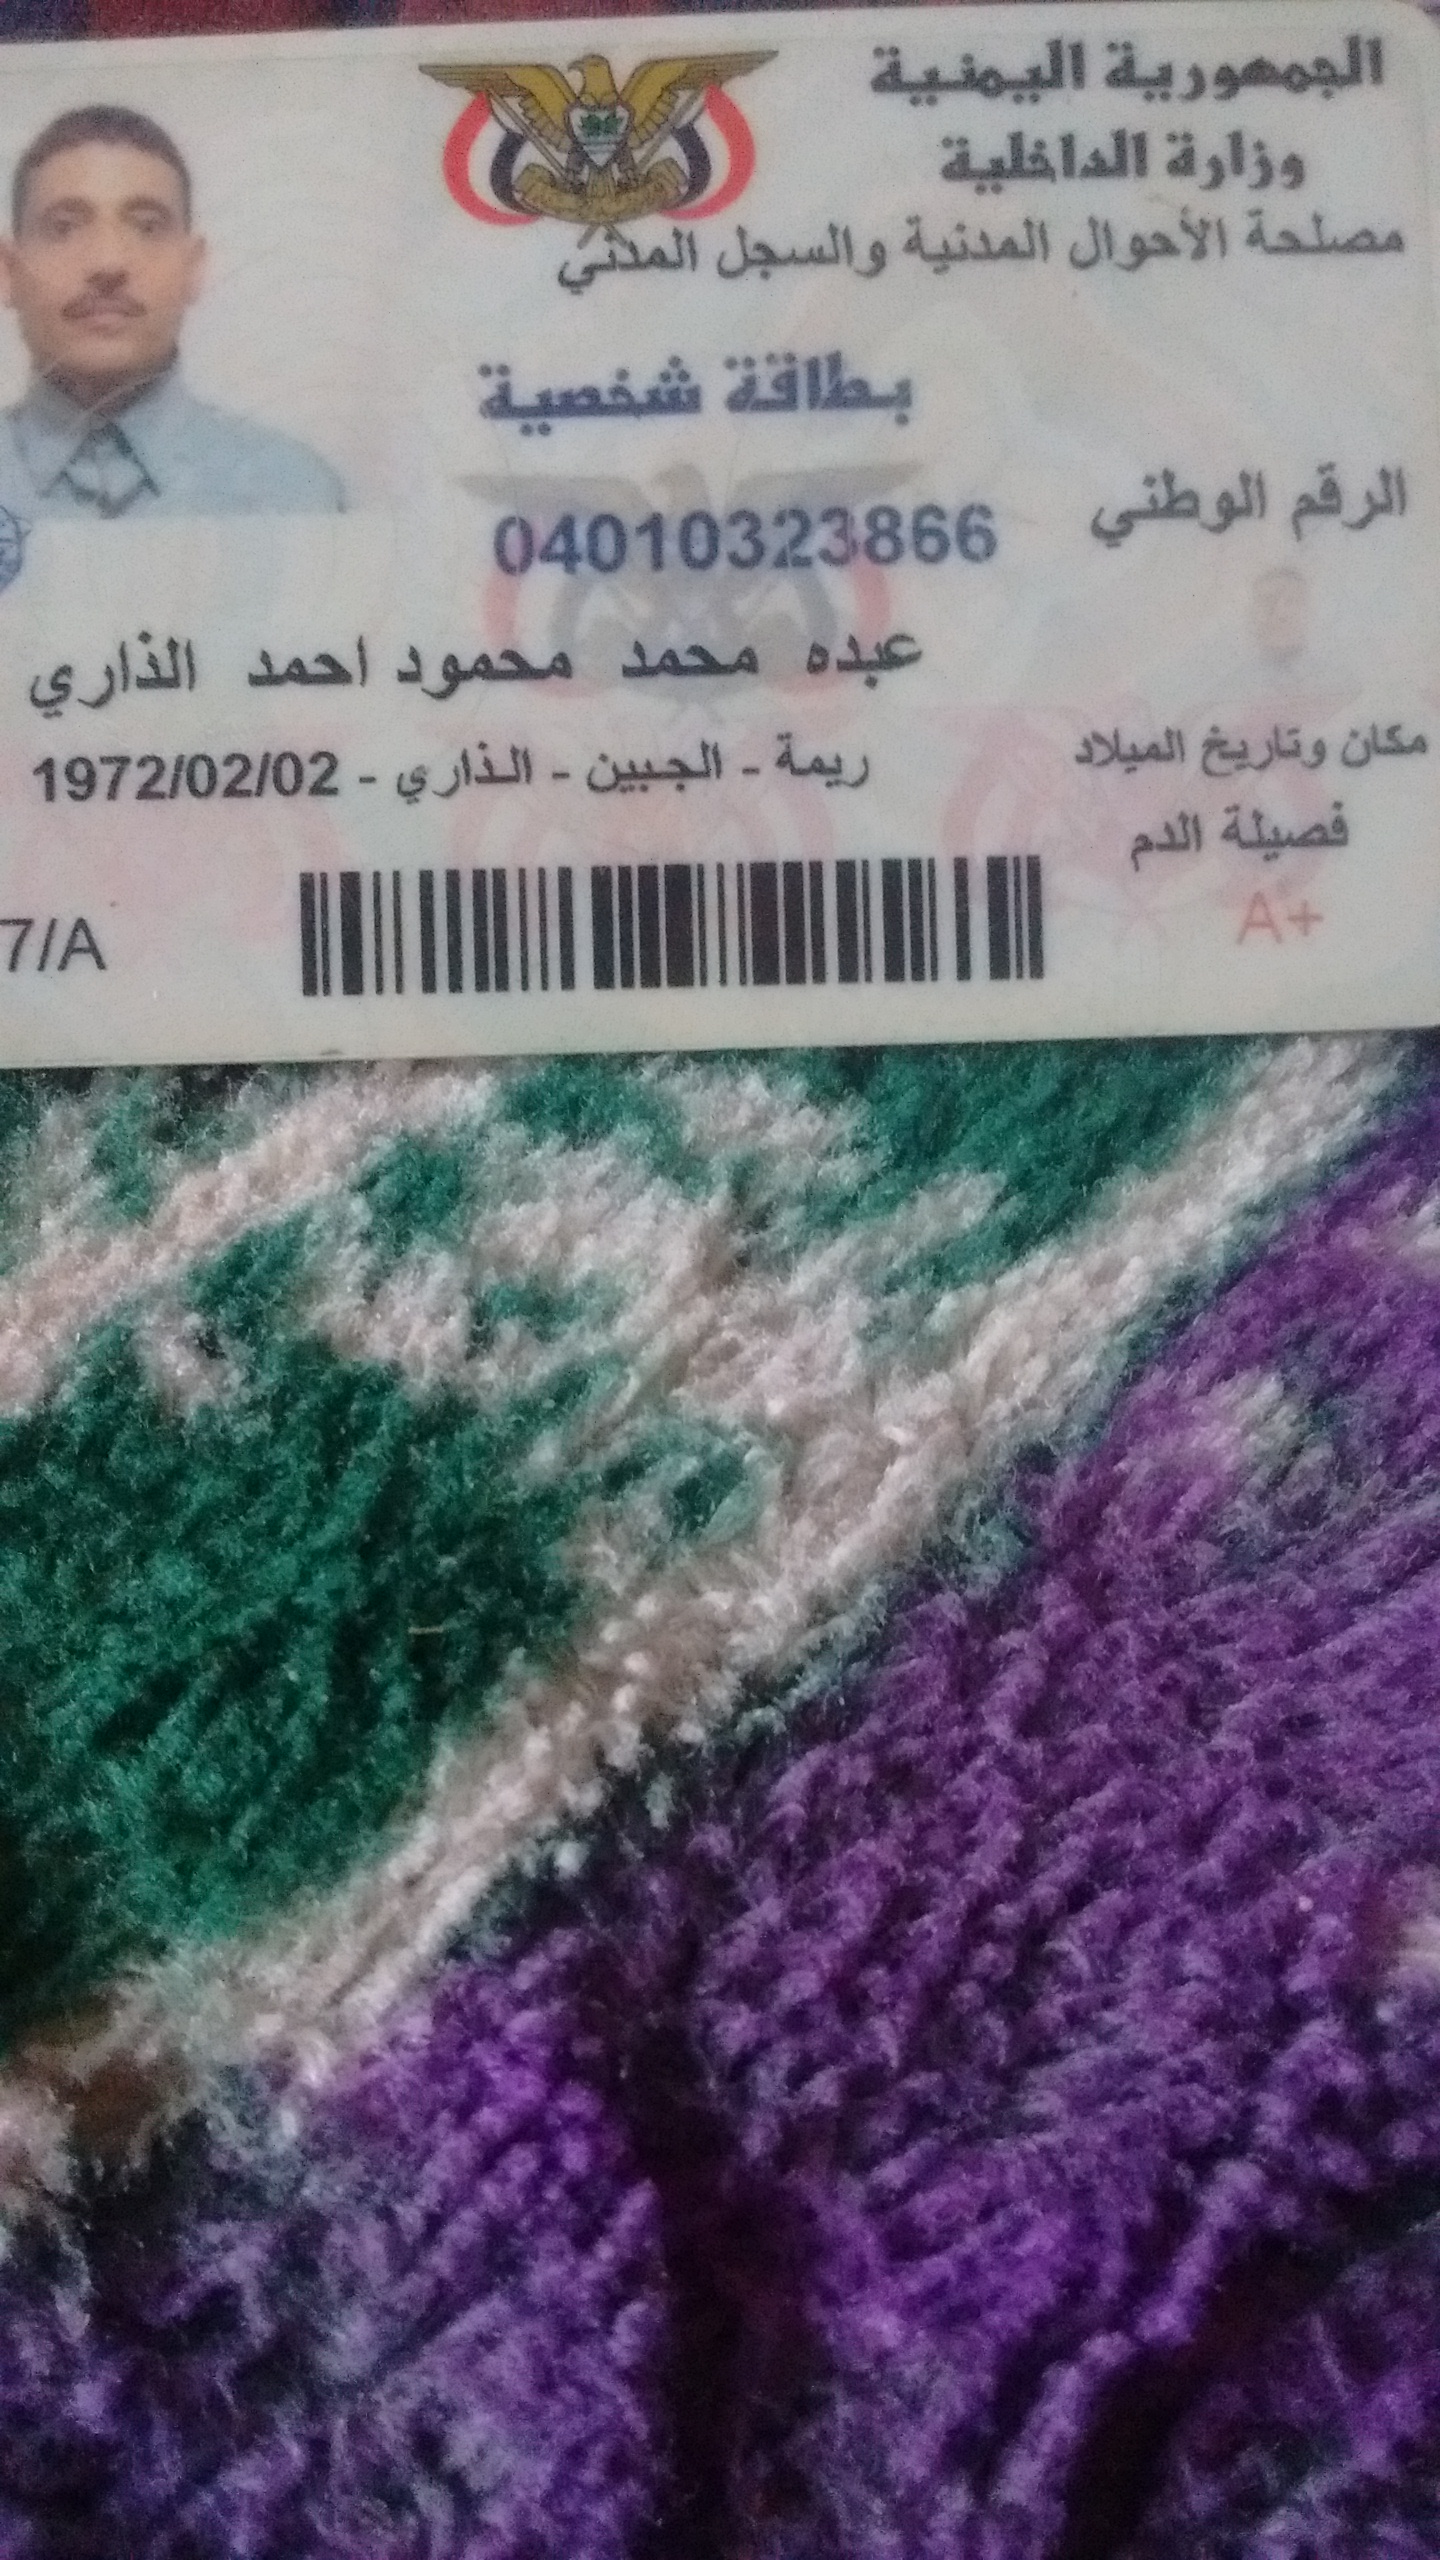 الجمهورية اليمنية
وزارة الداخلية
مصلحة الأحوال المدنية والسجل المدني
بطاقة شخصية
الرقم الوطني 04010323866
عبده محمد محمود احمد الذاري
مكان وتاريخ الميلاد ريمة - الجبين - الذاري - 1972/02/02
فصيلة الدم
A+
7/A